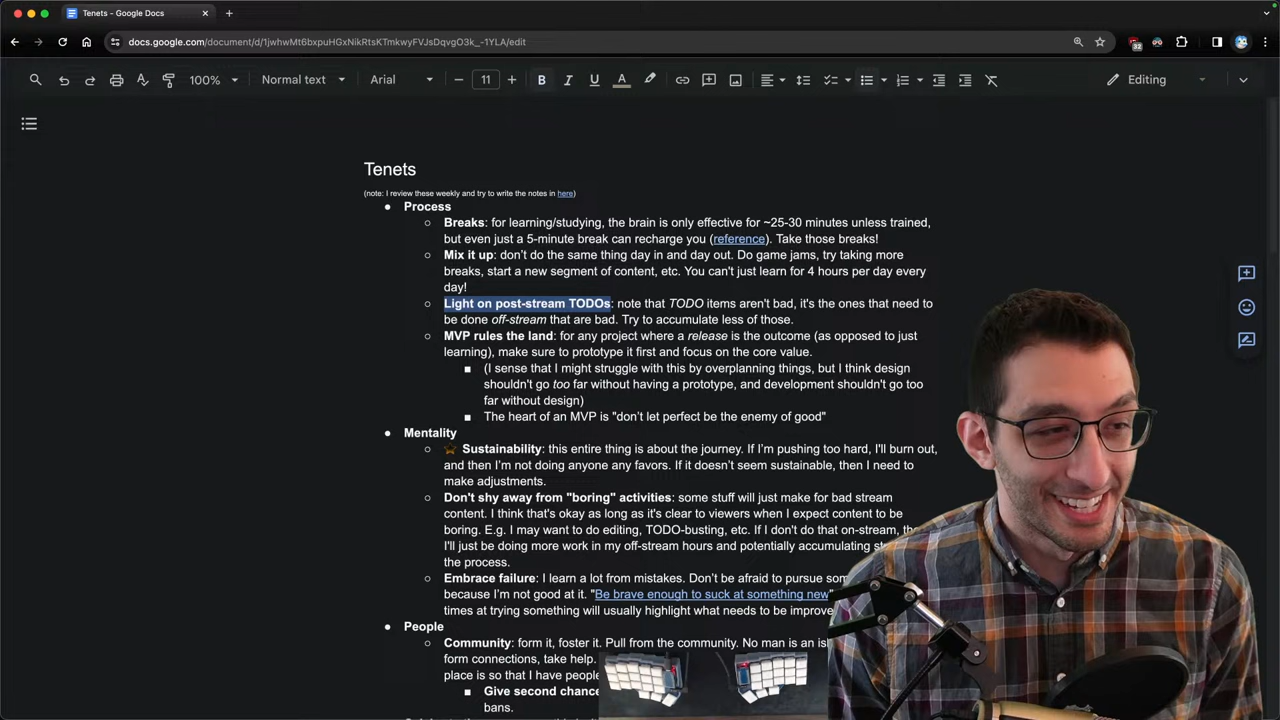 Tenets - Google Docs
docs.google.com/document/d/1jwhwMt6bxpuHGxNikRtsKTmkwyFVJsDqvgO3k_-1YLA/edit
32
100% Normal text Arial 11 B I U A Editing
Tenets
(note: I review these weekly and try to write the notes in here)
● Process
○ Breaks: for learning/studying, the brain is only effective for ~25-30 minutes unless trained,
but even just a 5-minute break can recharge you (reference). Take those breaks!
○ Mix it up: don’t do the same thing day in and day out. Do game jams, try taking more
breaks, start a new segment of content, etc. You can't just learn for 4 hours per day every
day!
○ Light on post-stream TODOs: note that TODO items aren't bad, it's the ones that need to
be done off-stream that are bad. Try to accumulate less of those.
○ MVP rules the land: for any project where a release is the outcome (as opposed to just
learning), make sure to prototype it first and focus on the core value.
■ (I sense that I might struggle with this by overplanning things, but I think design
shouldn't go too far without having a prototype, and development shouldn't go too
far without design)
■ The heart of an MVP is "don’t let perfect be the enemy of good"
● Mentality
○ Sustainability: this entire thing is about the journey. If I’m pushing too hard, I'll burn out,
and then I’m not doing anyone any favors. If it doesn’t seem sustainable, then I need to
make adjustments.
○ Don't shy away from "boring" activities: some stuff will just make for bad stream
content. I think that's okay as long as it's clear to viewers when I expect content to be
boring. E.g. I may want to do editing, TODO-busting, etc. If I don't do that on-stream,
I'll just be doing more work in my off-stream hours and potentially accumulating
the process.
○ Embrace failure: I learn a lot from mistakes. Don’t be afraid to pursue
because I’m not good at it. "Be brave enough to suck at something new"
times at trying something will usually highlight what needs to be
● People
○ Community: form it, foster it. Pull from the community. No man is an
form connections, take help.
place is so that I have
■ Give second
bans.